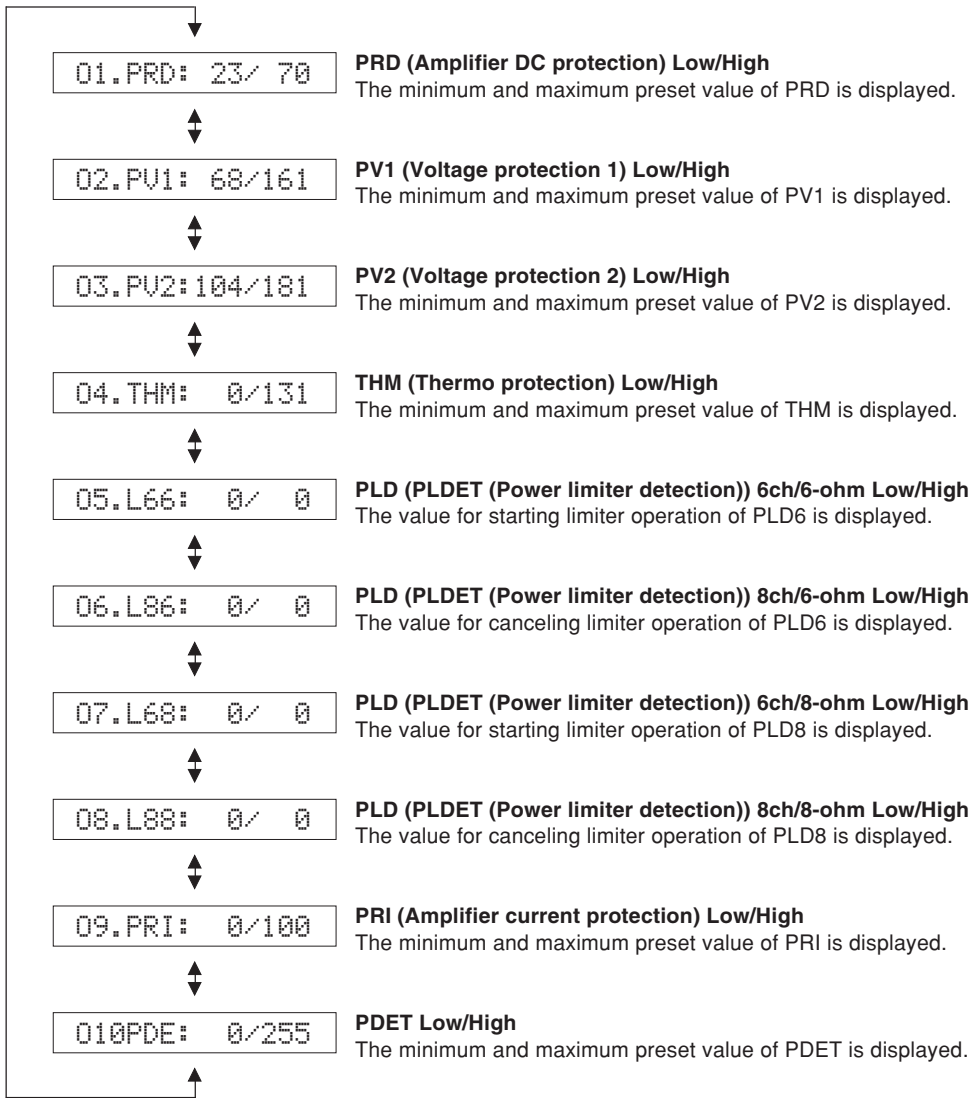 O1.PRD: 23/ 70
PRD (Amplifier DC protection) Low/High
The minimum and maximum preset value of PRD is displayed.
O2.PV1: 68/161
PV1 (Voltage protection 1) Low/High
The minimum and maximum preset value of PV1 is displayed.
O3.PV2:104/181
PV2 (Voltage protection 2) Low/High
The minimum and maximum preset value of PV2 is displayed.
O4.THM: 0/131
THM (Thermo protection) Low/High
The minimum and maximum preset value of THM is displayed.
O5.L66: 0/ 0
PLD (PLDET (Power limiter detection)) 6ch/6-ohm Low/High
The value for starting limiter operation of PLD6 is displayed.
O6.L86: 0/ 0
PLD (PLDET (Power limiter detection)) 8ch/6-ohm Low/High
The value for canceling limiter operation of PLD6 is displayed.
O7.L68: 0/ 0
PLD (PLDET (Power limiter detection)) 6ch/8-ohm Low/High
The value for starting limiter operation of PLD8 is displayed.
O8.L88: 0/ 0
PLD (PLDET (Power limiter detection)) 8ch/8-ohm Low/High
The value for canceling limiter operation of PLD8 is displayed.
O9.PRI: 0/100
PRI (Amplifier current protection) Low/High
The minimum and maximum preset value of PRI is displayed.
O10PDE: 0/255
PDET Low/High
The minimum and maximum preset value of PDET is displayed.